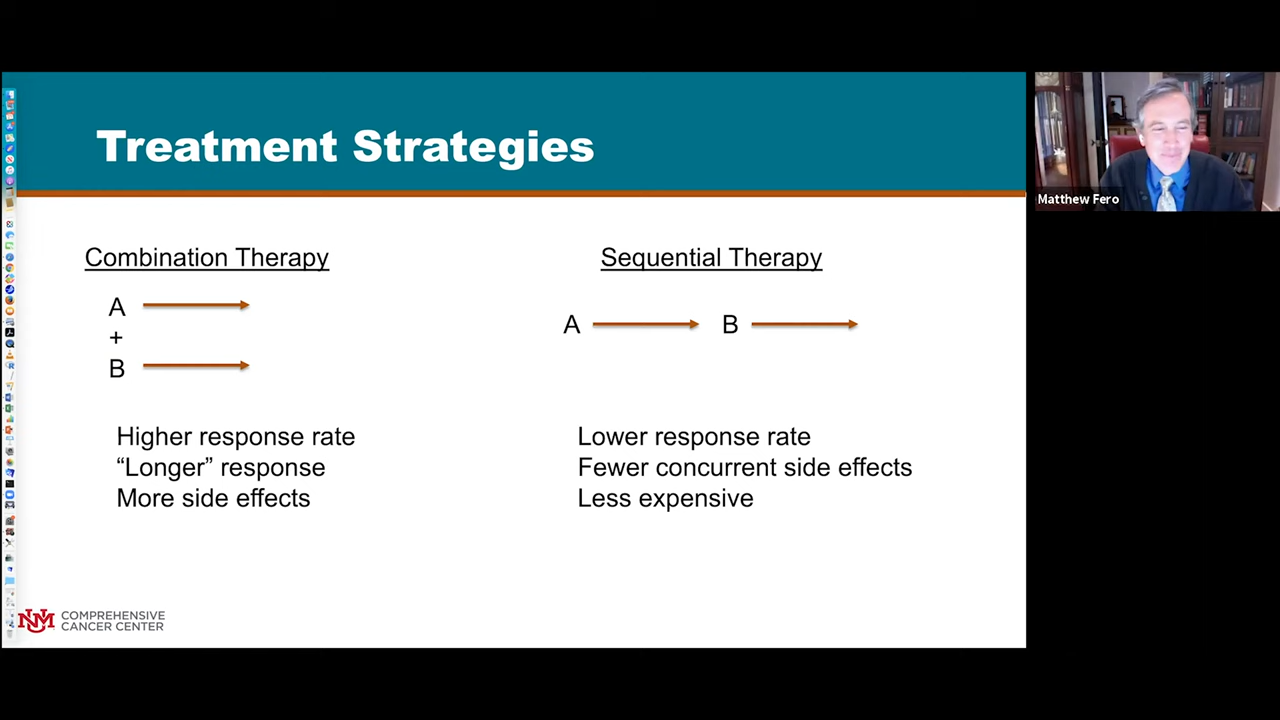 Treatment Strategies
Matthew Fero
Combination Therapy
A
+
B
Higher response rate
“Longer” response
More side effects
Sequential Therapy
A B
Lower response rate
Fewer concurrent side effects
Less expensive
UNM COMPREHENSIVE
CANCER CENTER